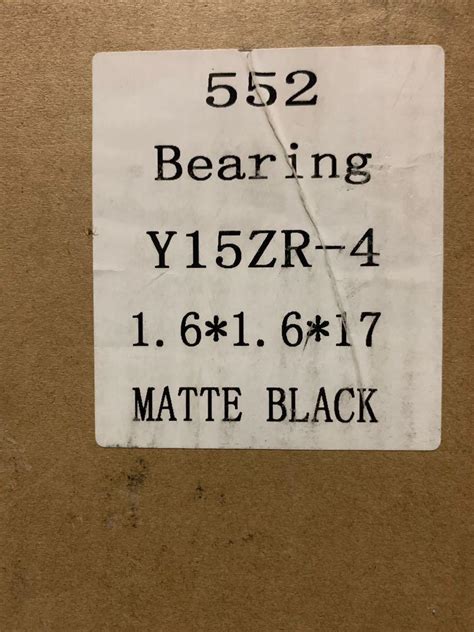 552
Bearing
Y15ZR-4
1.6*1.6*17
MATTE BLACK